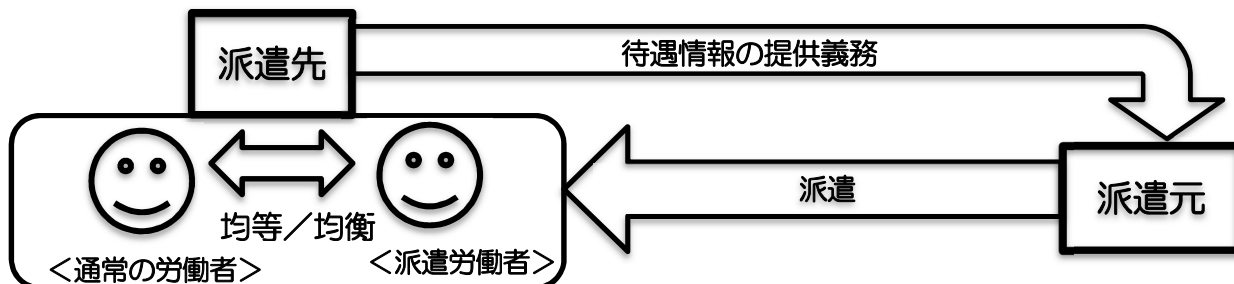 派遣先
待遇情報の提供義務
派遣
派遣元
均等／均衡
＜通常の労働者＞
＜派遣労働者＞